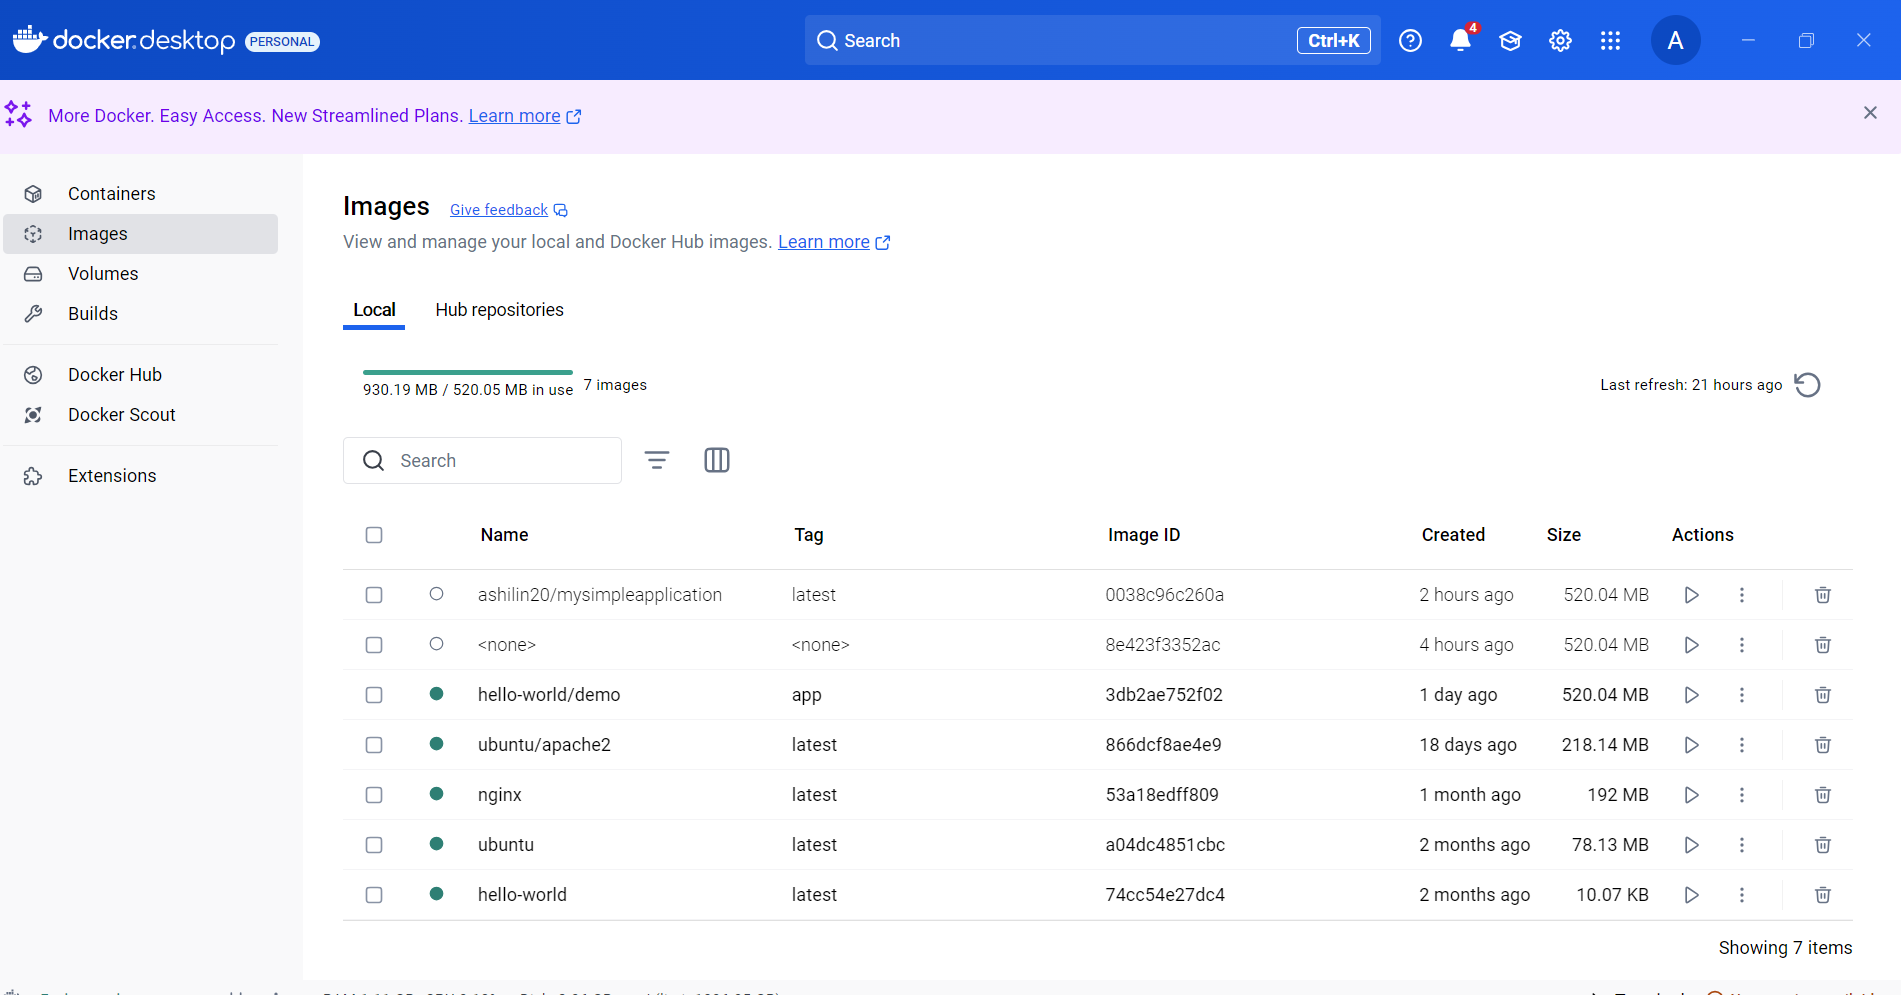 docker.desktop PERSONAL
Search Ctrl+K
4
A
More Docker. Easy Access. New Streamlined Plans. Learn more
Containers
Images
Volumes
Builds
Docker Hub
Docker Scout
Extensions
Images Give feedback
View and manage your local and Docker Hub images. Learn more
Local Hub repositories
930.19 MB / 520.05 MB in use 7 images
Last refresh: 21 hours ago
Search
Name Tag Image ID Created Size Actions
ashilin20/mysimpleapplication latest 0038c96c260a 2 hours ago 520.04 MB
<none> <none> 8e423f3352ac 4 hours ago 520.04 MB
hello-world/demo app 3db2ae752f02 1 day ago 520.04 MB
ubuntu/apache2 latest 866dcf8ae4e9 18 days ago 218.14 MB
nginx latest 53a18edff809 1 month ago 192 MB
ubuntu latest a04dc4851cbc 2 months ago 78.13 MB
hello-world latest 74cc54e27dc4 2 months ago 10.07 KB
Showing 7 items